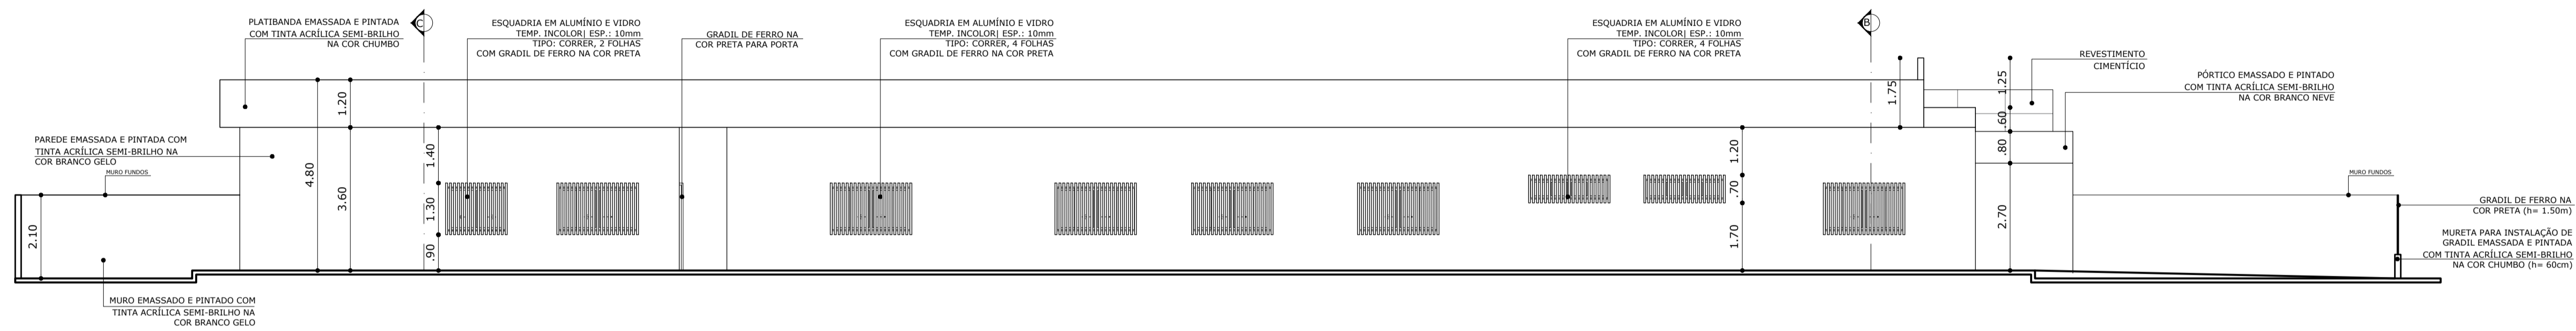 PLATIBANDA EMASSADA E PINTADA
COM TINTA ACRÍLICA SEMI-BRILHO
NA COR CHUMBO
C
ESQUADRIA EM ALUMÍNIO E VIDRO
TEMP. INCOLOR| ESP.: 10mm
TIPO: CORRER, 2 FOLHAS
COM GRADIL DE FERRO NA COR PRETA
GRADIL DE FERRO NA
COR PRETA PARA PORTA
ESQUADRIA EM ALUMÍNIO E VIDRO
TEMP. INCOLOR| ESP.: 10mm
TIPO: CORRER, 4 FOLHAS
COM GRADIL DE FERRO NA COR PRETA
ESQUADRIA EM ALUMÍNIO E VIDRO
TEMP. INCOLOR| ESP.: 10mm
TIPO: CORRER, 4 FOLHAS
COM GRADIL DE FERRO NA COR PRETA
B
REVESTIMENTO
CIMENTÍCIO
PÓRTICO EMASSADO E PINTADO
COM TINTA ACRÍLICA SEMI-BRILHO
NA COR BRANCO NEVE
PAREDE EMASSADA E PINTADA COM
TINTA ACRÍLICA SEMI-BRILHO NA
COR BRANCO GELO
MURO FUNDOS
2.10
4.80
1.20
3.60
1.40
1.30
.90
1.20
.70
1.70
1.75
1.25
.60
.80
2.70
MURO FUNDOS
GRADIL DE FERRO NA
COR PRETA (h= 1.50m)
MURETA PARA INSTALAÇÃO DE
GRADIL EMASSADA E PINTADA
COM TINTA ACRÍLICA SEMI-BRILHO
NA COR CHUMBO (h= 60cm)
MURO EMASSADO E PINTADO COM
TINTA ACRÍLICA SEMI-BRILHO NA
COR BRANCO GELO